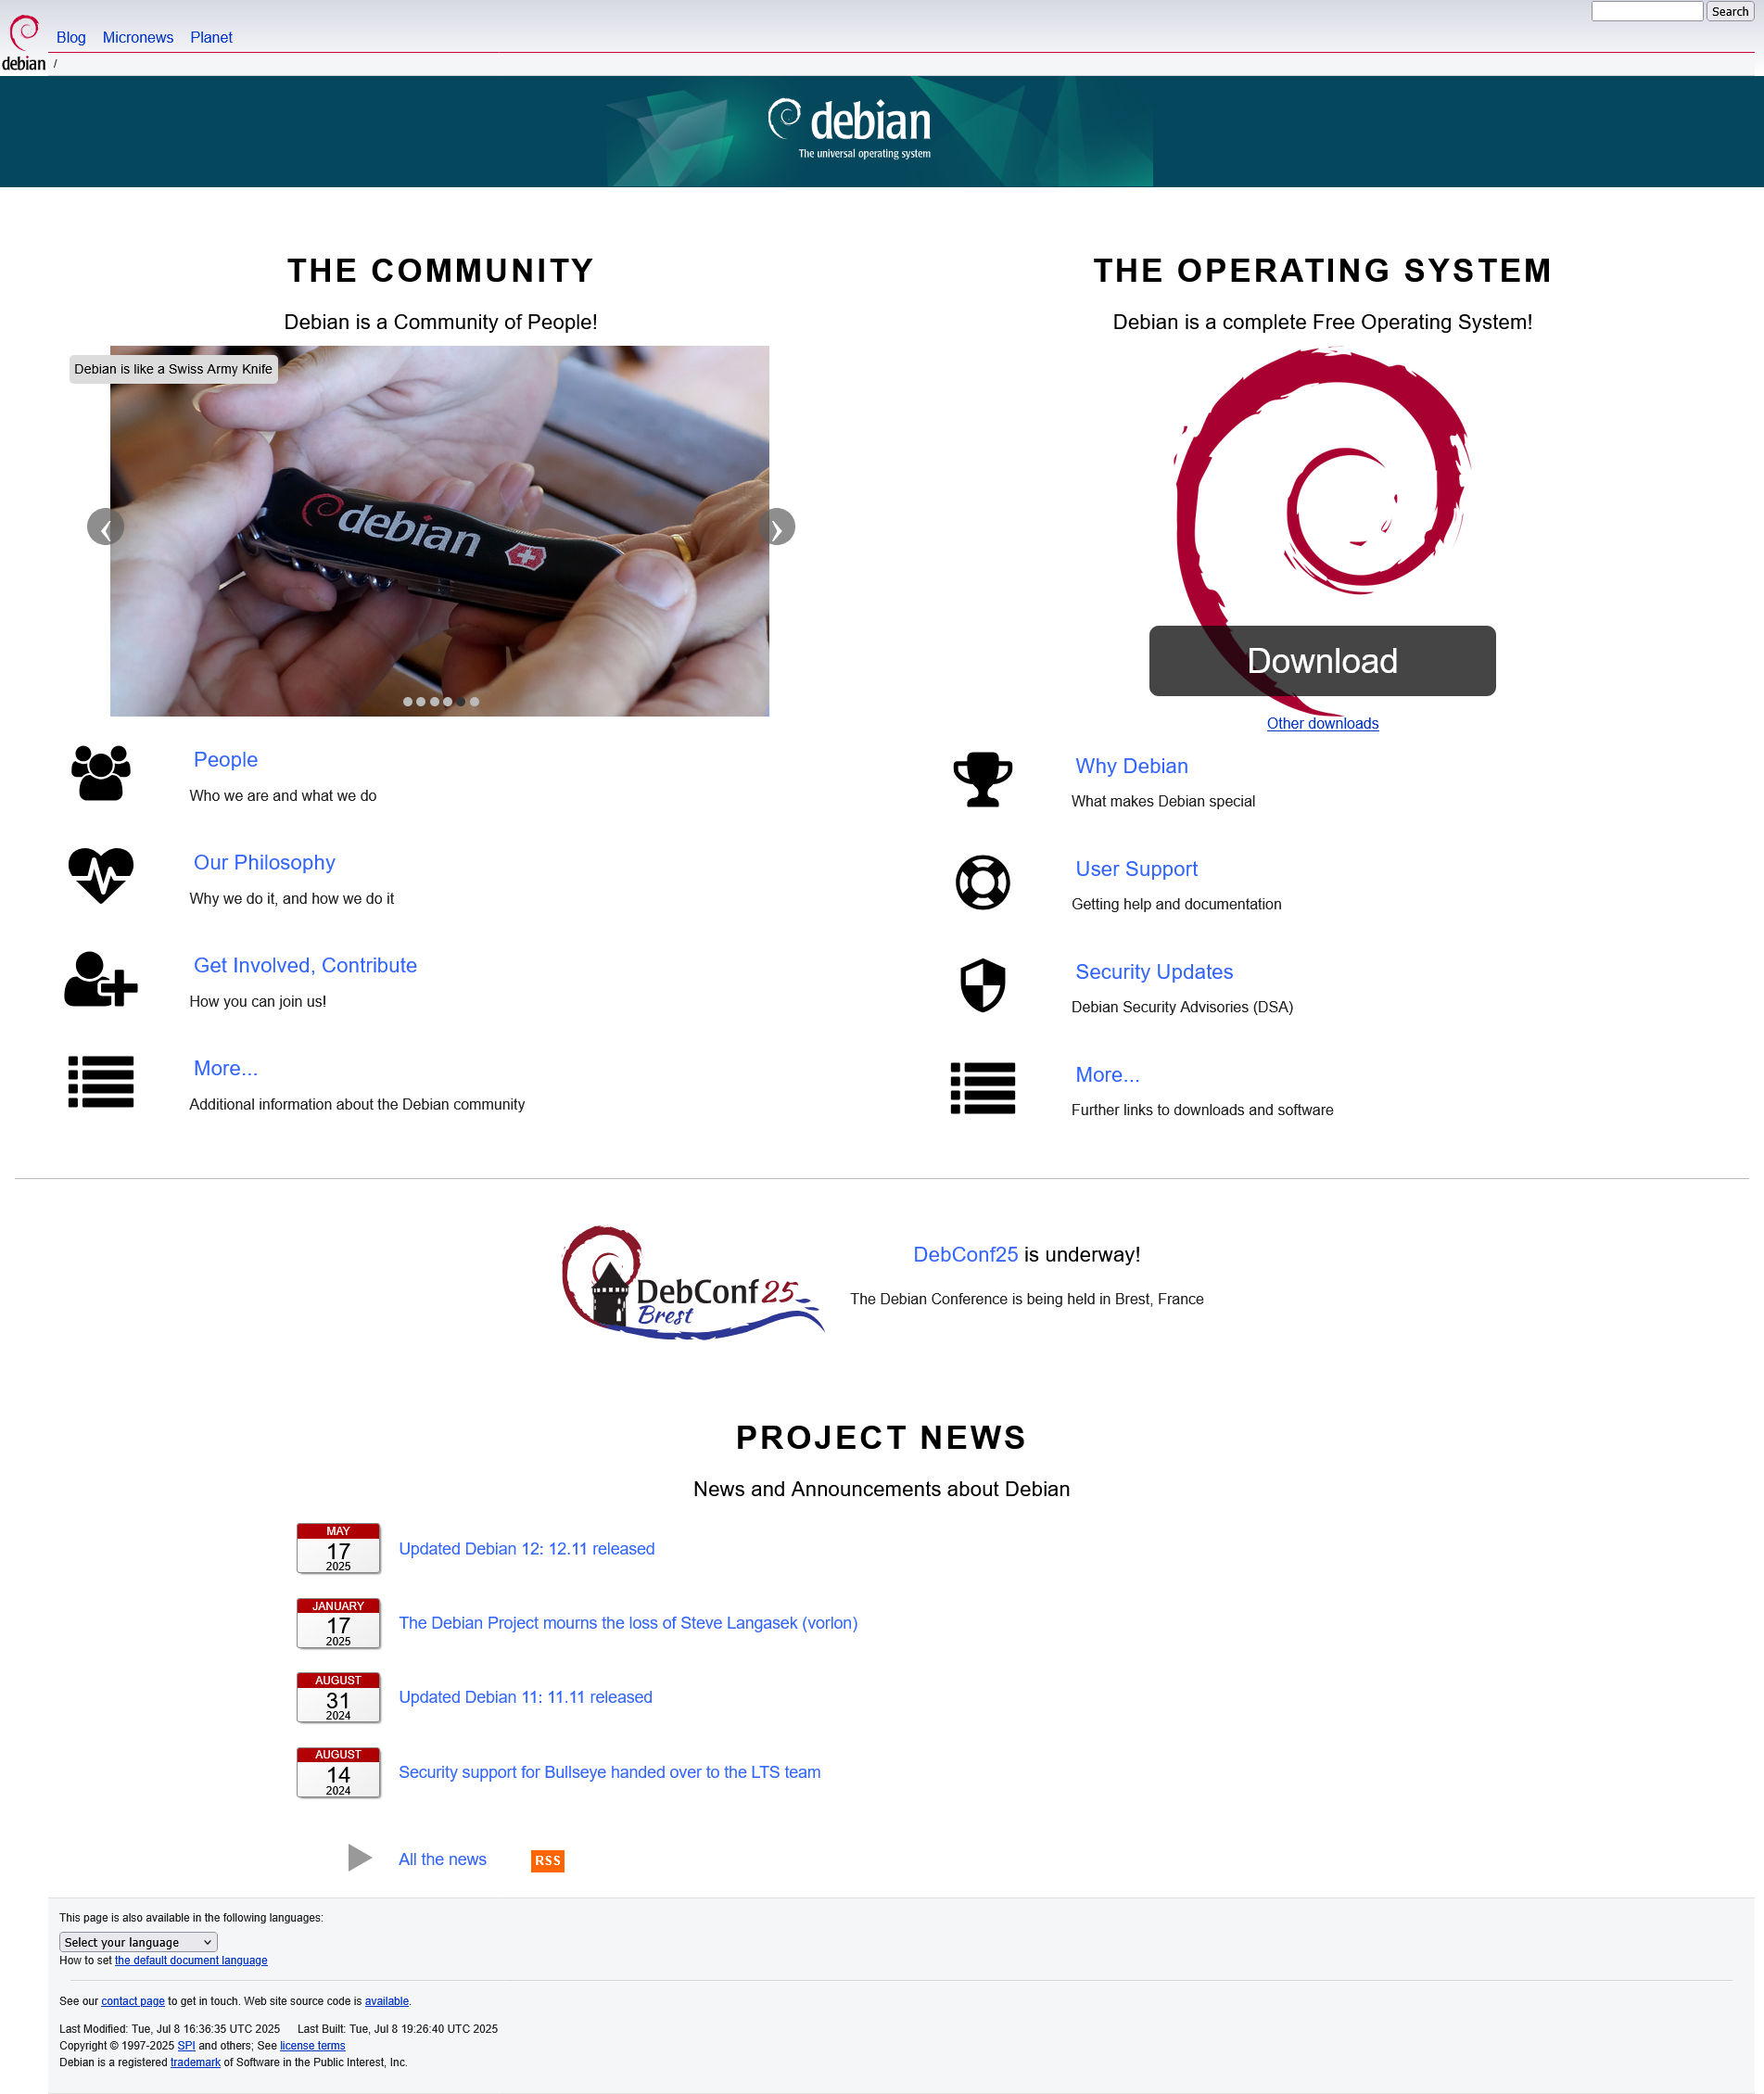 Search
Blog Micronews Planet
debian /
debian
The universal operating system
THE COMMUNITY
Debian is a Community of People!
Debian is like a Swiss Army Knife
debian
People
Who we are and what we do
Our Philosophy
Why we do it, and how we do it
Get Involved, Contribute
How you can join us!
More...
Additional information about the Debian community
THE OPERATING SYSTEM
Debian is a complete Free Operating System!
Download
Other downloads
Why Debian
What makes Debian special
User Support
Getting help and documentation
Security Updates
Debian Security Advisories (DSA)
More...
Further links to downloads and software
DebConf 25
Brest
DebConf25 is underway!
The Debian Conference is being held in Brest, France
PROJECT NEWS
News and Announcements about Debian
MAY
17
2025
Updated Debian 12: 12.11 released
JANUARY
17
2025
The Debian Project mourns the loss of Steve Langasek (vorlon)
AUGUST
31
2024
Updated Debian 11: 11.11 released
AUGUST
14
2024
Security support for Bullseye handed over to the LTS team
All the news RSS
This page is also available in the following languages:
Select your language
How to set the default document language
See our contact page to get in touch. Web site source code is available.
Last Modified: Tue, Jul 8 16:36:35 UTC 2025 Last Built: Tue, Jul 8 19:26:40 UTC 2025
Copyright © 1997-2025 SPI and others; See license terms
Debian is a registered trademark of Software in the Public Interest, Inc.